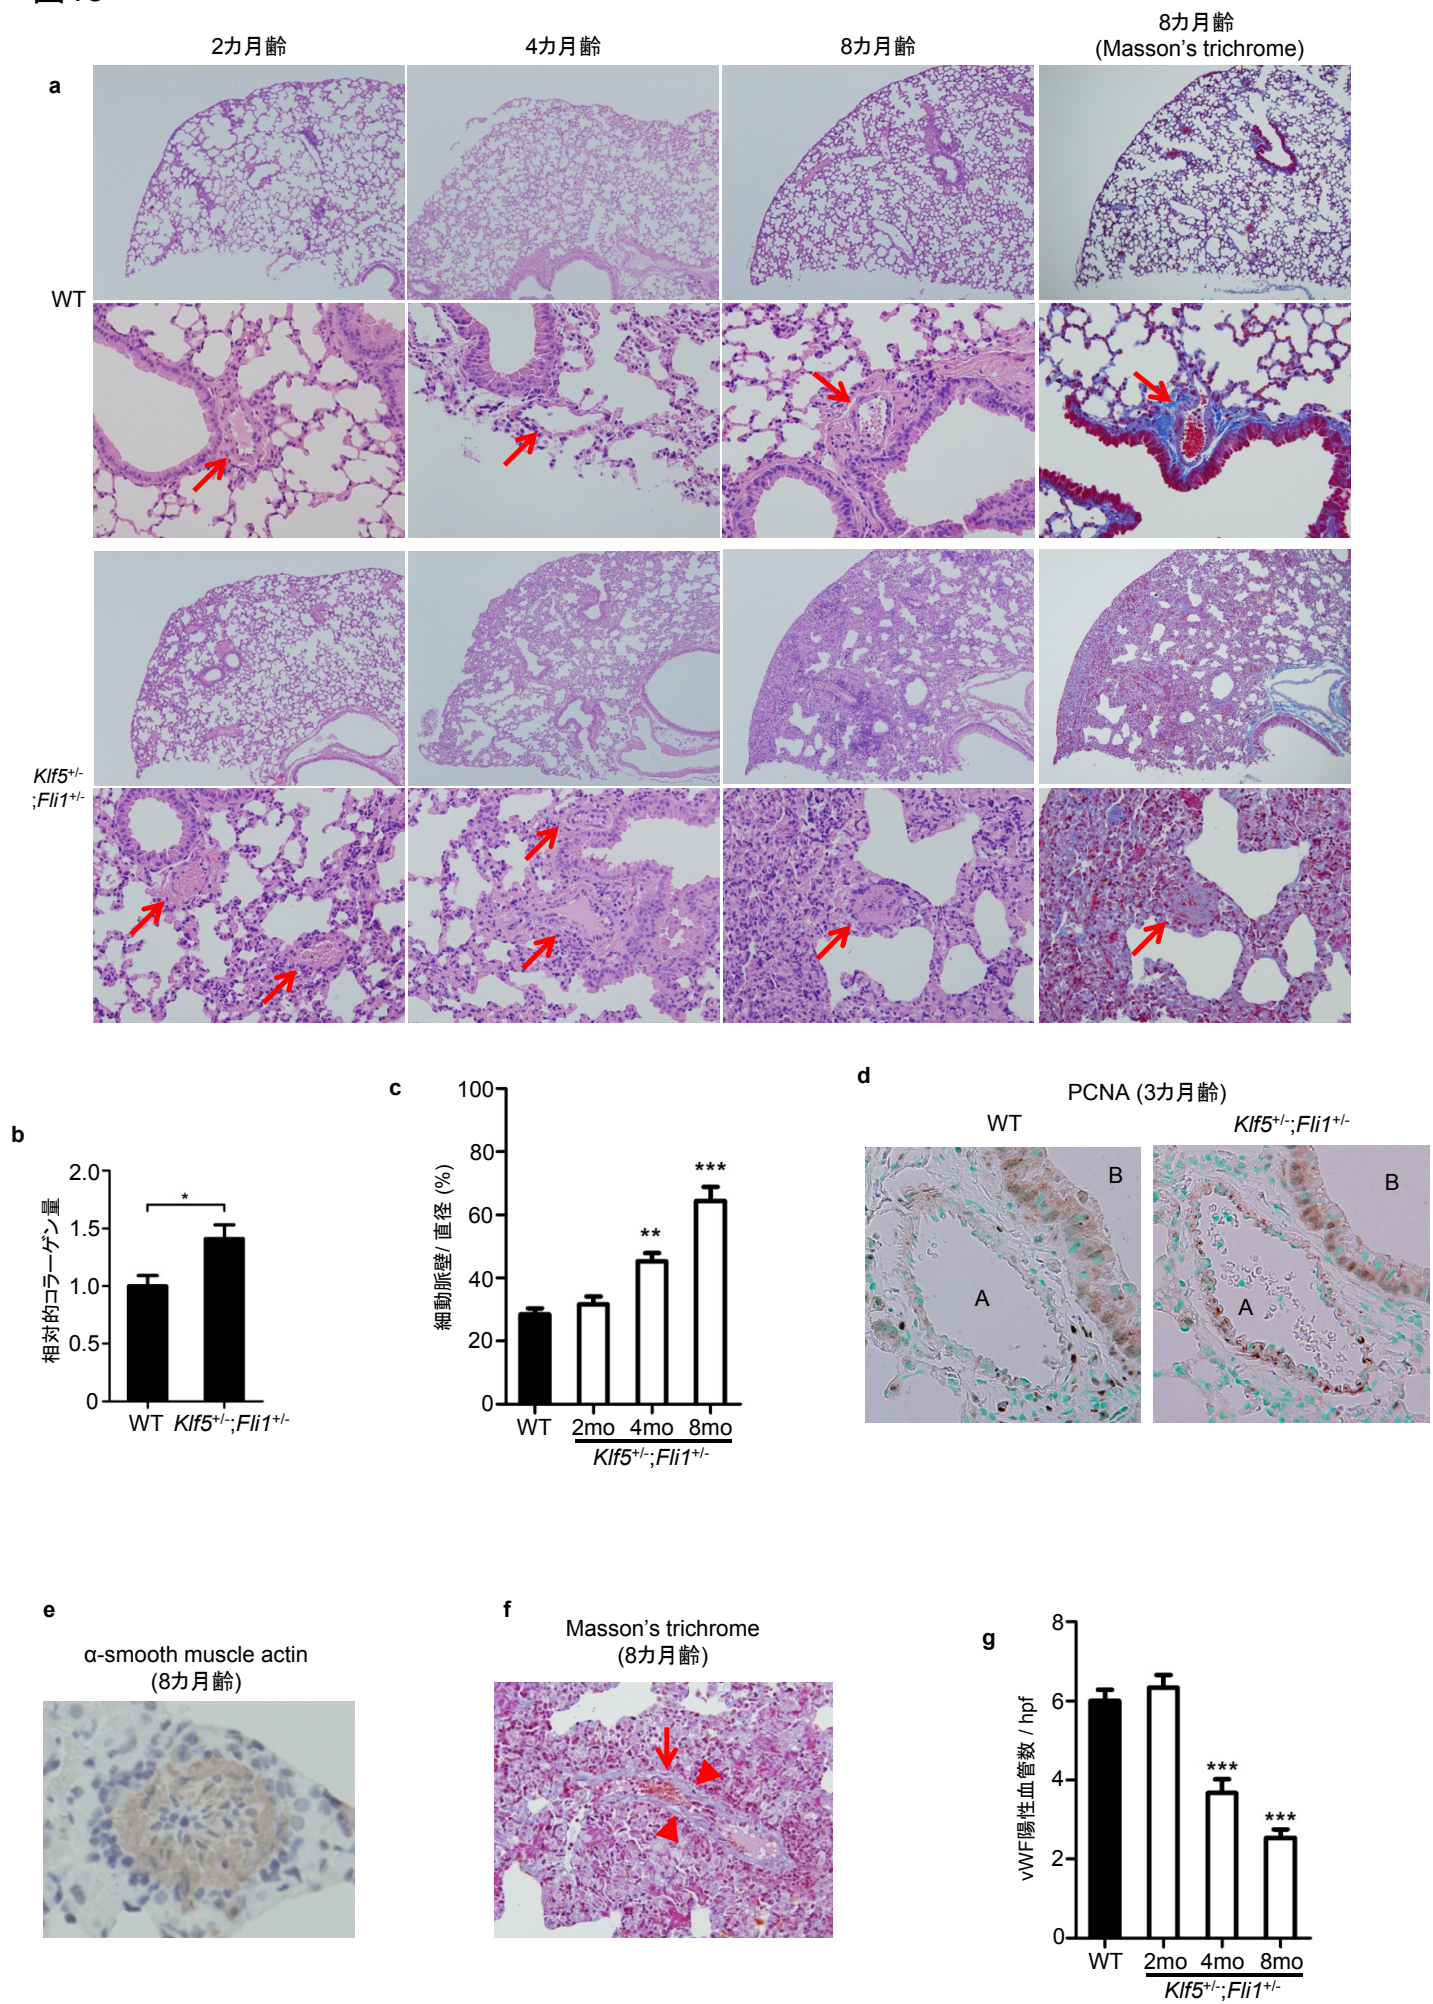 2カ月齢
4カ月齢
8カ月齢
8カ月齢
(Masson's trichrome)
a
WT
Klf5+/-
;Fli1+/-
b
2.0
1.5
1.0
0.5
0
相対的コラーゲン量
*
WT
Klf5+/-;Fli1+/-
c
100
80
60
40
20
0
細動脈壁/ 直径 (%)
**
***
WT
2mo
4mo
8mo
Klf5+/-;Fli1+/-
d
PCNA (3カ月齢)
WT
Klf5+/-;Fli1+/-
B
A
B
A
e
α-smooth muscle actin
(8カ月齢)
f
Masson's trichrome
(8カ月齢)
g
8
6
4
2
0
vWF陽性血管数 / hpf
***
***
WT
2mo
4mo
8mo
Klf5+/-;Fli1+/-